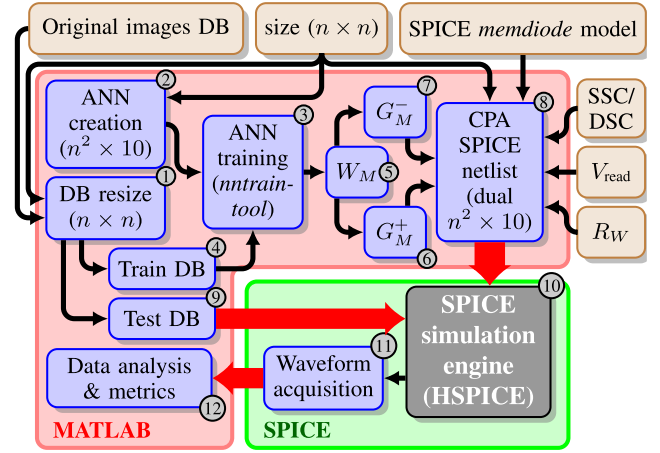 Original images DB
size (n × n)
SPICE memdiode model
2
ANN
creation
(n² × 10)
3
ANN
training
(nntrain-
tool)
7
G_M^−
8
CPA
SPICE
netlist
(dual
n² × 10)
SSC/
DSC
V_read
R_W
1
DB resize
(n × n)
W_M
5
G_M^+
6
4
Train DB
9
Test DB
10
SPICE
simulation
engine
(HSPICE)
11
Waveform
acquisition
Data analysis
& metrics
12
MATLAB
SPICE